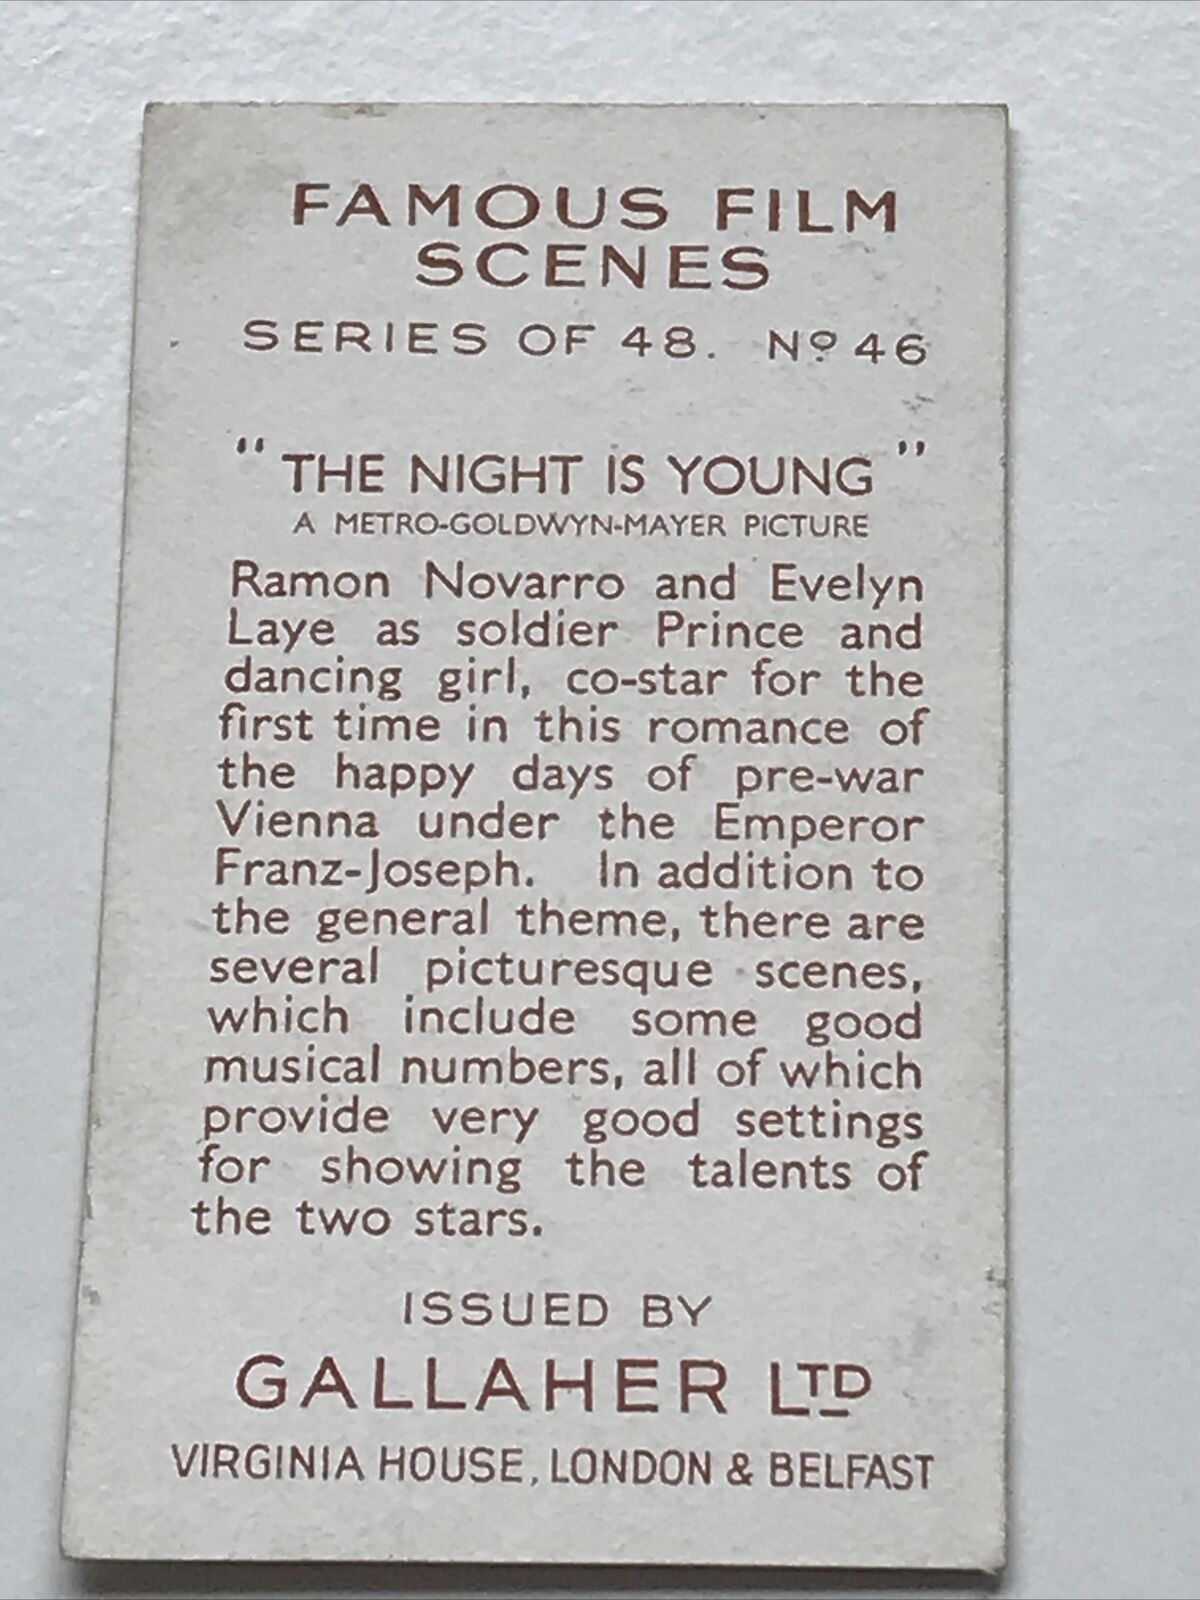 FAMOUS FILM
SCENES
SERIES OF 48. Nº 46
"THE NIGHT IS YOUNG"
A METRO-GOLDWYN-MAYER PICTURE
Ramon Novarro and Evelyn
Laye as soldier Prince and
dancing girl, co-star for the
first time in this romance of
the happy days of pre-war
Vienna under the Emperor
Franz-Joseph. In addition to
the general theme, there are
several picturesque scenes,
which include some good
musical numbers, all of which
provide very good settings
for showing the talents of
the two stars.
ISSUED BY
GALLAHER LTD
VIRGINIA HOUSE, LONDON & BELFAST